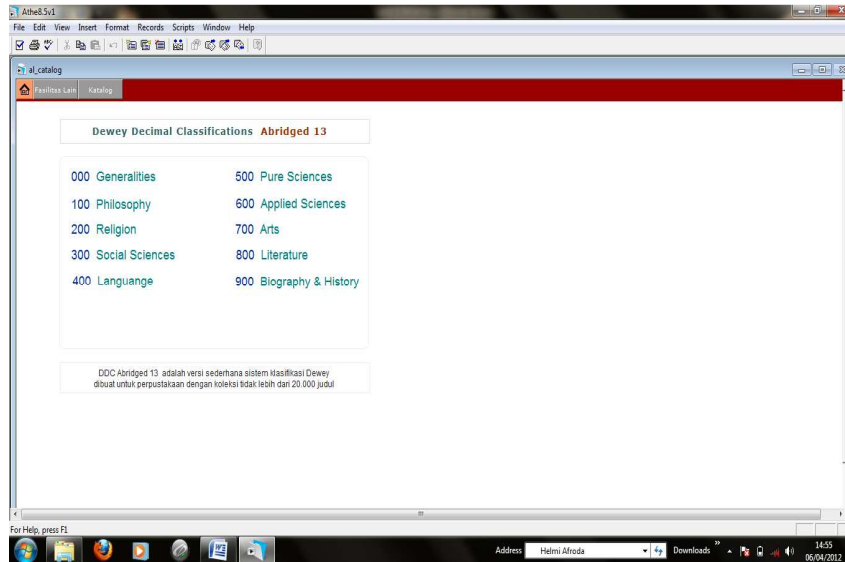 Athe8.5v1
File Edit View Insert Format Records Scripts Window Help
al_catalog
Fasilitas Lain Katalog
Dewey Decimal Classifications Abridged 13
000 Generalities
100 Philosophy
200 Religion
300 Social Sciences
400 Languange
500 Pure Sciences
600 Applied Sciences
700 Arts
800 Literature
900 Biography & History
DDC Abridged 13 adalah versi sederhana sistem klasifikasi Dewey
dibuat untuk perpustakaan dengan koleksi tidak lebih dari 20.000 judul
For Help, press F1
Address Helmi Afroda Downloads
14:55
06/04/2012